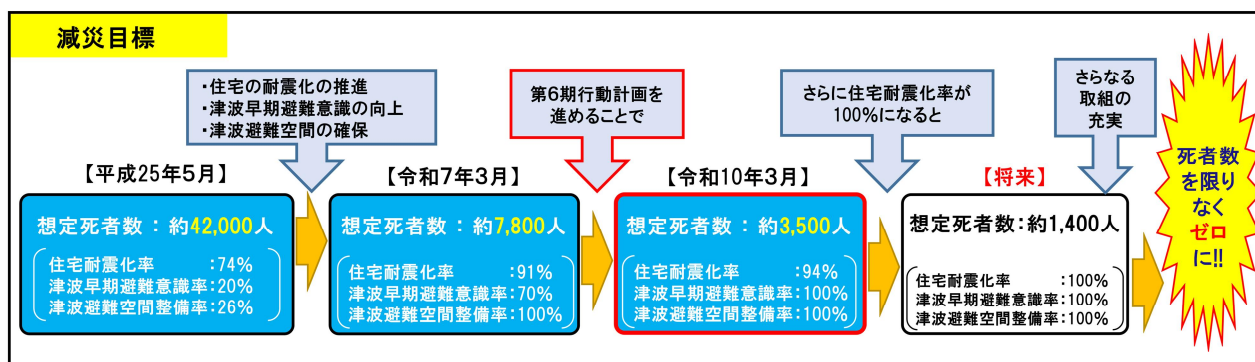 減災目標
・住宅の耐震化の推進
・津波早期避難意識の向上
・津波避難空間の確保
第6期行動計画を
進めることで
さらに住宅耐震化率が
100%になると
さらなる
取組の
充実
【平成25年5月】
想定死者数：約42,000人
住宅耐震化率　　　:74%
津波早期避難意識率:20%
津波避難空間整備率:26%
【令和7年3月】
想定死者数：約7,800人
住宅耐震化率　　　:91%
津波早期避難意識率:70%
津波避難空間整備率:100%
【令和10年3月】
想定死者数：約3,500人
住宅耐震化率　　　:94%
津波早期避難意識率:100%
津波避難空間整備率:100%
【将来】
想定死者数:約1,400人
住宅耐震化率　　　:100%
津波早期避難意識率:100%
津波避難空間整備率:100%
死者数
を限り
なく
ゼロ
に!!